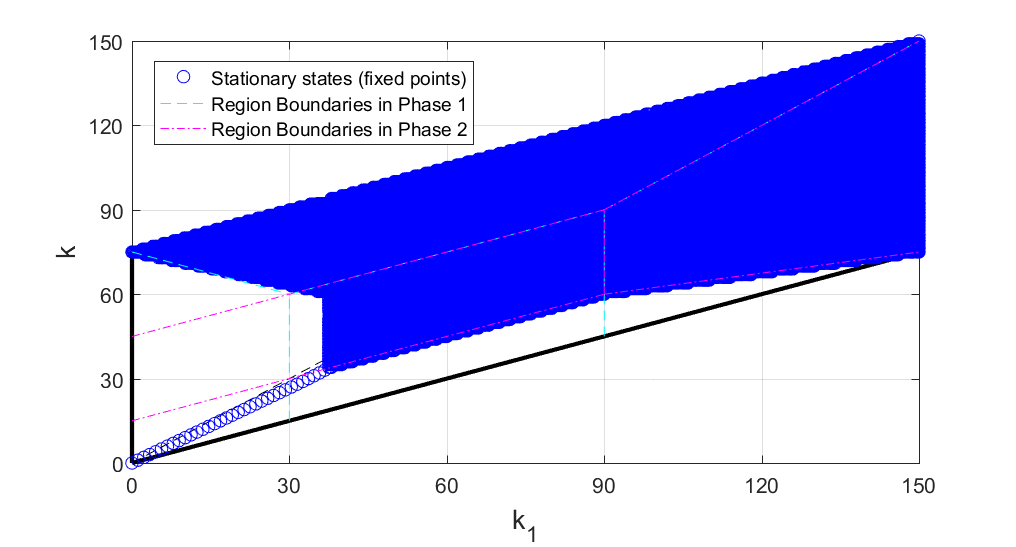 150
120
90
60
30
0
k
Stationary states (fixed points)
Region Boundaries in Phase 1
Region Boundaries in Phase 2
0 30 60 90 120 150
k₁